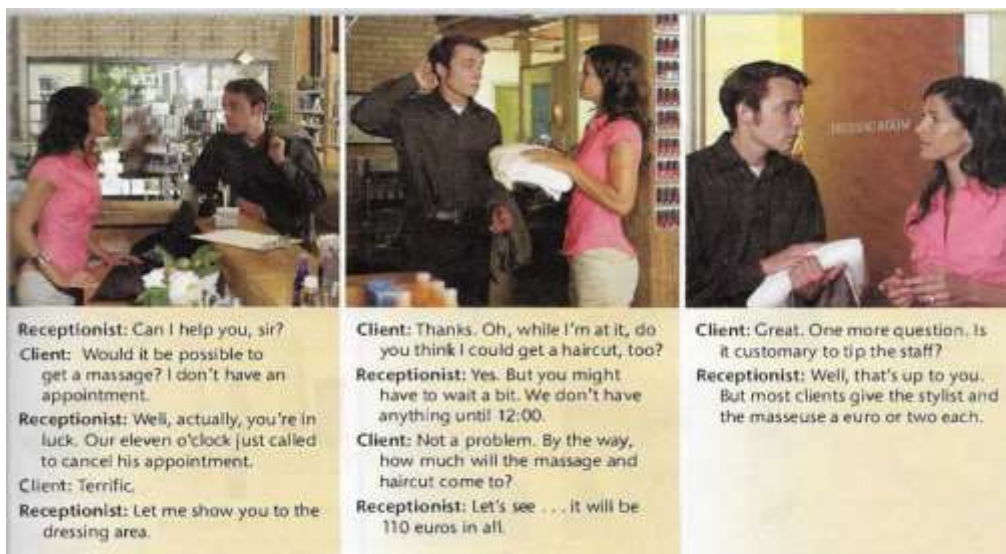 Receptionist: Can I help you, sir?
Client: Would it be possible to
get a massage? I don't have an
appointment.
Receptionist: Well, actually, you're in
luck. Our eleven o'clock just called
to cancel his appointment.
Client: Terrific.
Receptionist: Let me show you to the
dressing area.
Client: Thanks. Oh, while I'm at it, do
you think I could get a haircut, too?
Receptionist: Yes. But you might
have to wait a bit. We don't have
anything until 12:00.
Client: Not a problem. By the way,
how much will the massage and
haircut come to?
Receptionist: Let's see . . . it will be
110 euros in all.
Client: Great. One more question. Is
it customary to tip the staff?
Receptionist: Well, that's up to you.
But most clients give the stylist and
the masseuse a euro or two each.